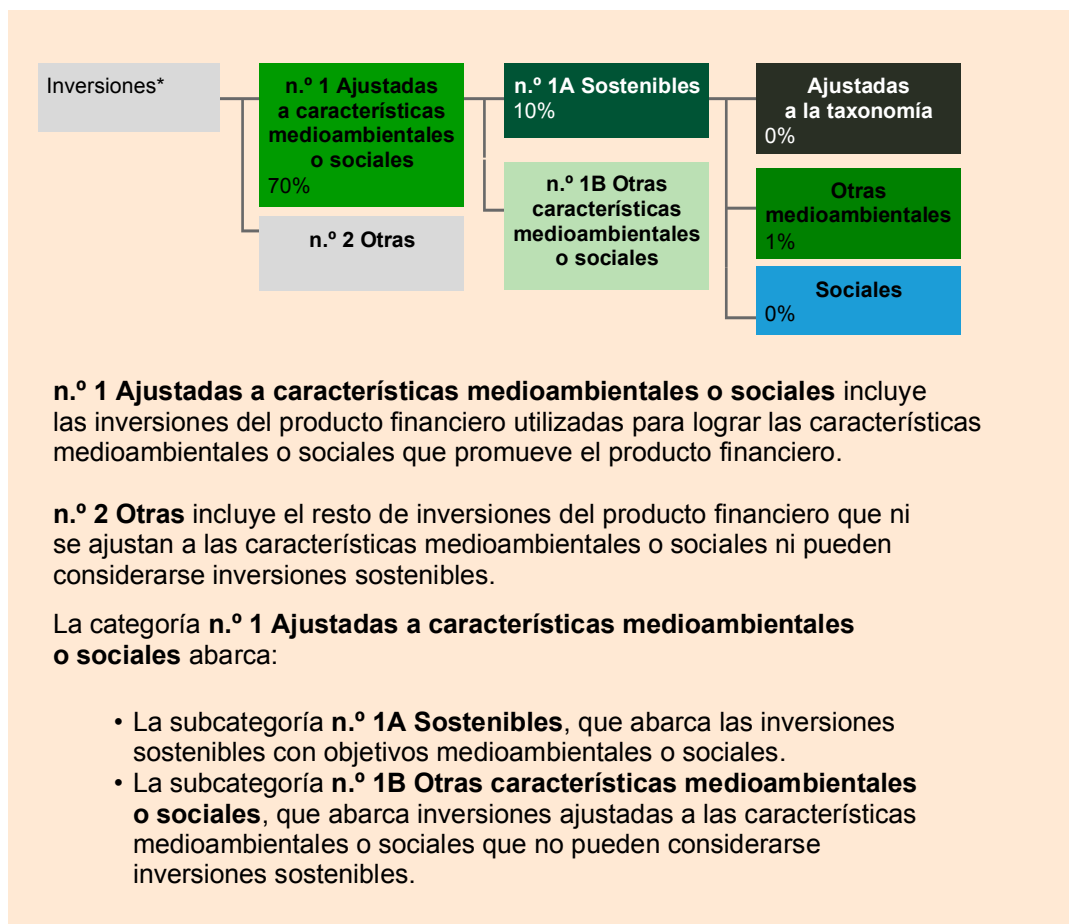 Inversiones*
n.º 1 Ajustadas
a características
medioambientales
o sociales
70%
n.º 2 Otras
n.º 1A Sostenibles
10%
n.º 1B Otras
características
medioambientales
o sociales
Ajustadas
a la taxonomía
0%
Otras
medioambientales
1%
Sociales
0%
n.º 1 Ajustadas a características medioambientales o sociales incluye
las inversiones del producto financiero utilizadas para lograr las características
medioambientales o sociales que promueve el producto financiero.
n.º 2 Otras incluye el resto de inversiones del producto financiero que ni
se ajustan a las características medioambientales o sociales ni pueden
considerarse inversiones sostenibles.
La categoría n.º 1 Ajustadas a características medioambientales
o sociales abarca:
• La subcategoría n.º 1A Sostenibles, que abarca las inversiones
sostenibles con objetivos medioambientales o sociales.
• La subcategoría n.º 1B Otras características medioambientales
o sociales, que abarca inversiones ajustadas a las características
medioambientales o sociales que no pueden considerarse
inversiones sostenibles.